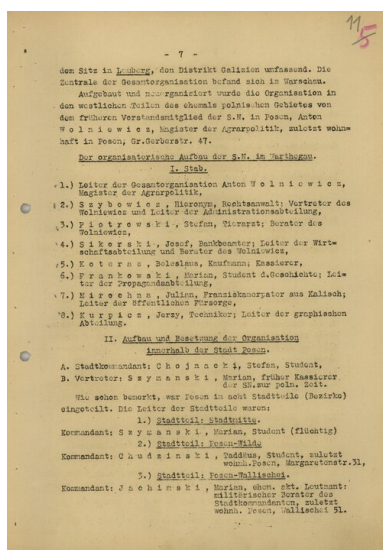 11
5
- 7 -
dem Sitz in Lemberg, den Distrikt Galizien umfassend. Die
Zentrale der Gesamtorganisation befand sich in Warschau.
Aufgebaut und neuorganisiert wurde die Organisation in
den westlichen Teilen des ehemals polnischen Gebietes von
dem früheren Vorstandsmitglied der S.N. in Posen, Anton
W o l n i e w i c z, Magister der Agrarpolitik, zuletzt wohn=
haft in Posen, Gr.Gerberstr. 47.
Der organisatorische Aufbau der S.N. im Warthegau.
I. Stab.
1.) Leiter der Gesamtorganisation Anton W o l n i e w i c z,
Magister der Agrarpolitik,
2.) S z y b o w i c z, Hieronym, Rechtsanwalt; Vertreter des
Wolniewicz und Leiter der Administrationsabteilung,
3.) P i o t r o w s k i, Stefan, Tierarzt; Berater des
Wolniewicz,
4.) S i k o r s k i, Josef, Bankbeamter; Leiter der Wirt=
schaftsabteilung und Berater des Wolniewicz,
5.) K o t e r a s, Boleslaus, Kaufmann; Kassierer,
6.) F r a n k o w s k i, Marian, Student d.Geschichte; Lei=
ter der Propagandaabteilung,
7.) M i r o c h n a, Julian, Franziskanerpater aus Kalisch;
Leiter der öffentlichen Fürsorge,
8.) K u r p i s z, Jerzy, Techniker; Leiter der graphischen
Abteilung.
II. Aufbau und Besetzung der Organisation
innerhalb der Stadt Posen.
A. Stadtkommandant: C h o j n a c k i, Stefan, Student,
B. Vertreter: S z y m a n s k i, Marian, früher Kassierer
der SN.zur poln. Zeit.
Wie schon bemerkt, war Posen in acht Stadtteile (Bezirke)
eingeteilt. Die Leiter der Stadtteile waren:
1.) Stadtteil: Stadtmitte.
Kommandant: S z y m a n s k i, Marian, Student (flüchtig)
2.) Stadtteil: Posen-Wilda
Kommandant: C h u d z i n s k i, Taddäus, Student, zuletzt
wohnh.Posen, Margaretenstr.31,
3.) Stadtteil: Posen-Wallischei.
Kommandant: J a c h i m s k i, Marian, ehem. akt. Leutnant:
militärischer Berater des
Stadtkommandanten, zuletzt
wohnh. Posen, Wallischei 51.